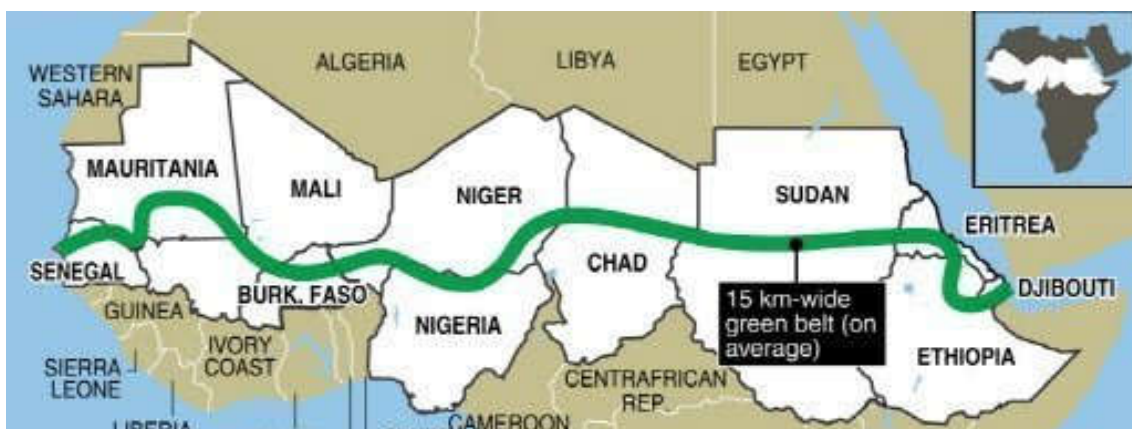 ALGERIA
LIBYA
EGYPT
WESTERN
SAHARA
MAURITANIA
MALI
NIGER
SUDAN
ERITREA
SENEGAL
BURK. FASO
CHAD
DJIBOUTI
GUINEA
NIGERIA
15 km-wide
green belt (on
average)
IVORY
COAST
SIERRA
LEONE
ETHIOPIA
CENTRAFRICAN
REP.
LIBERIA
CAMEROON